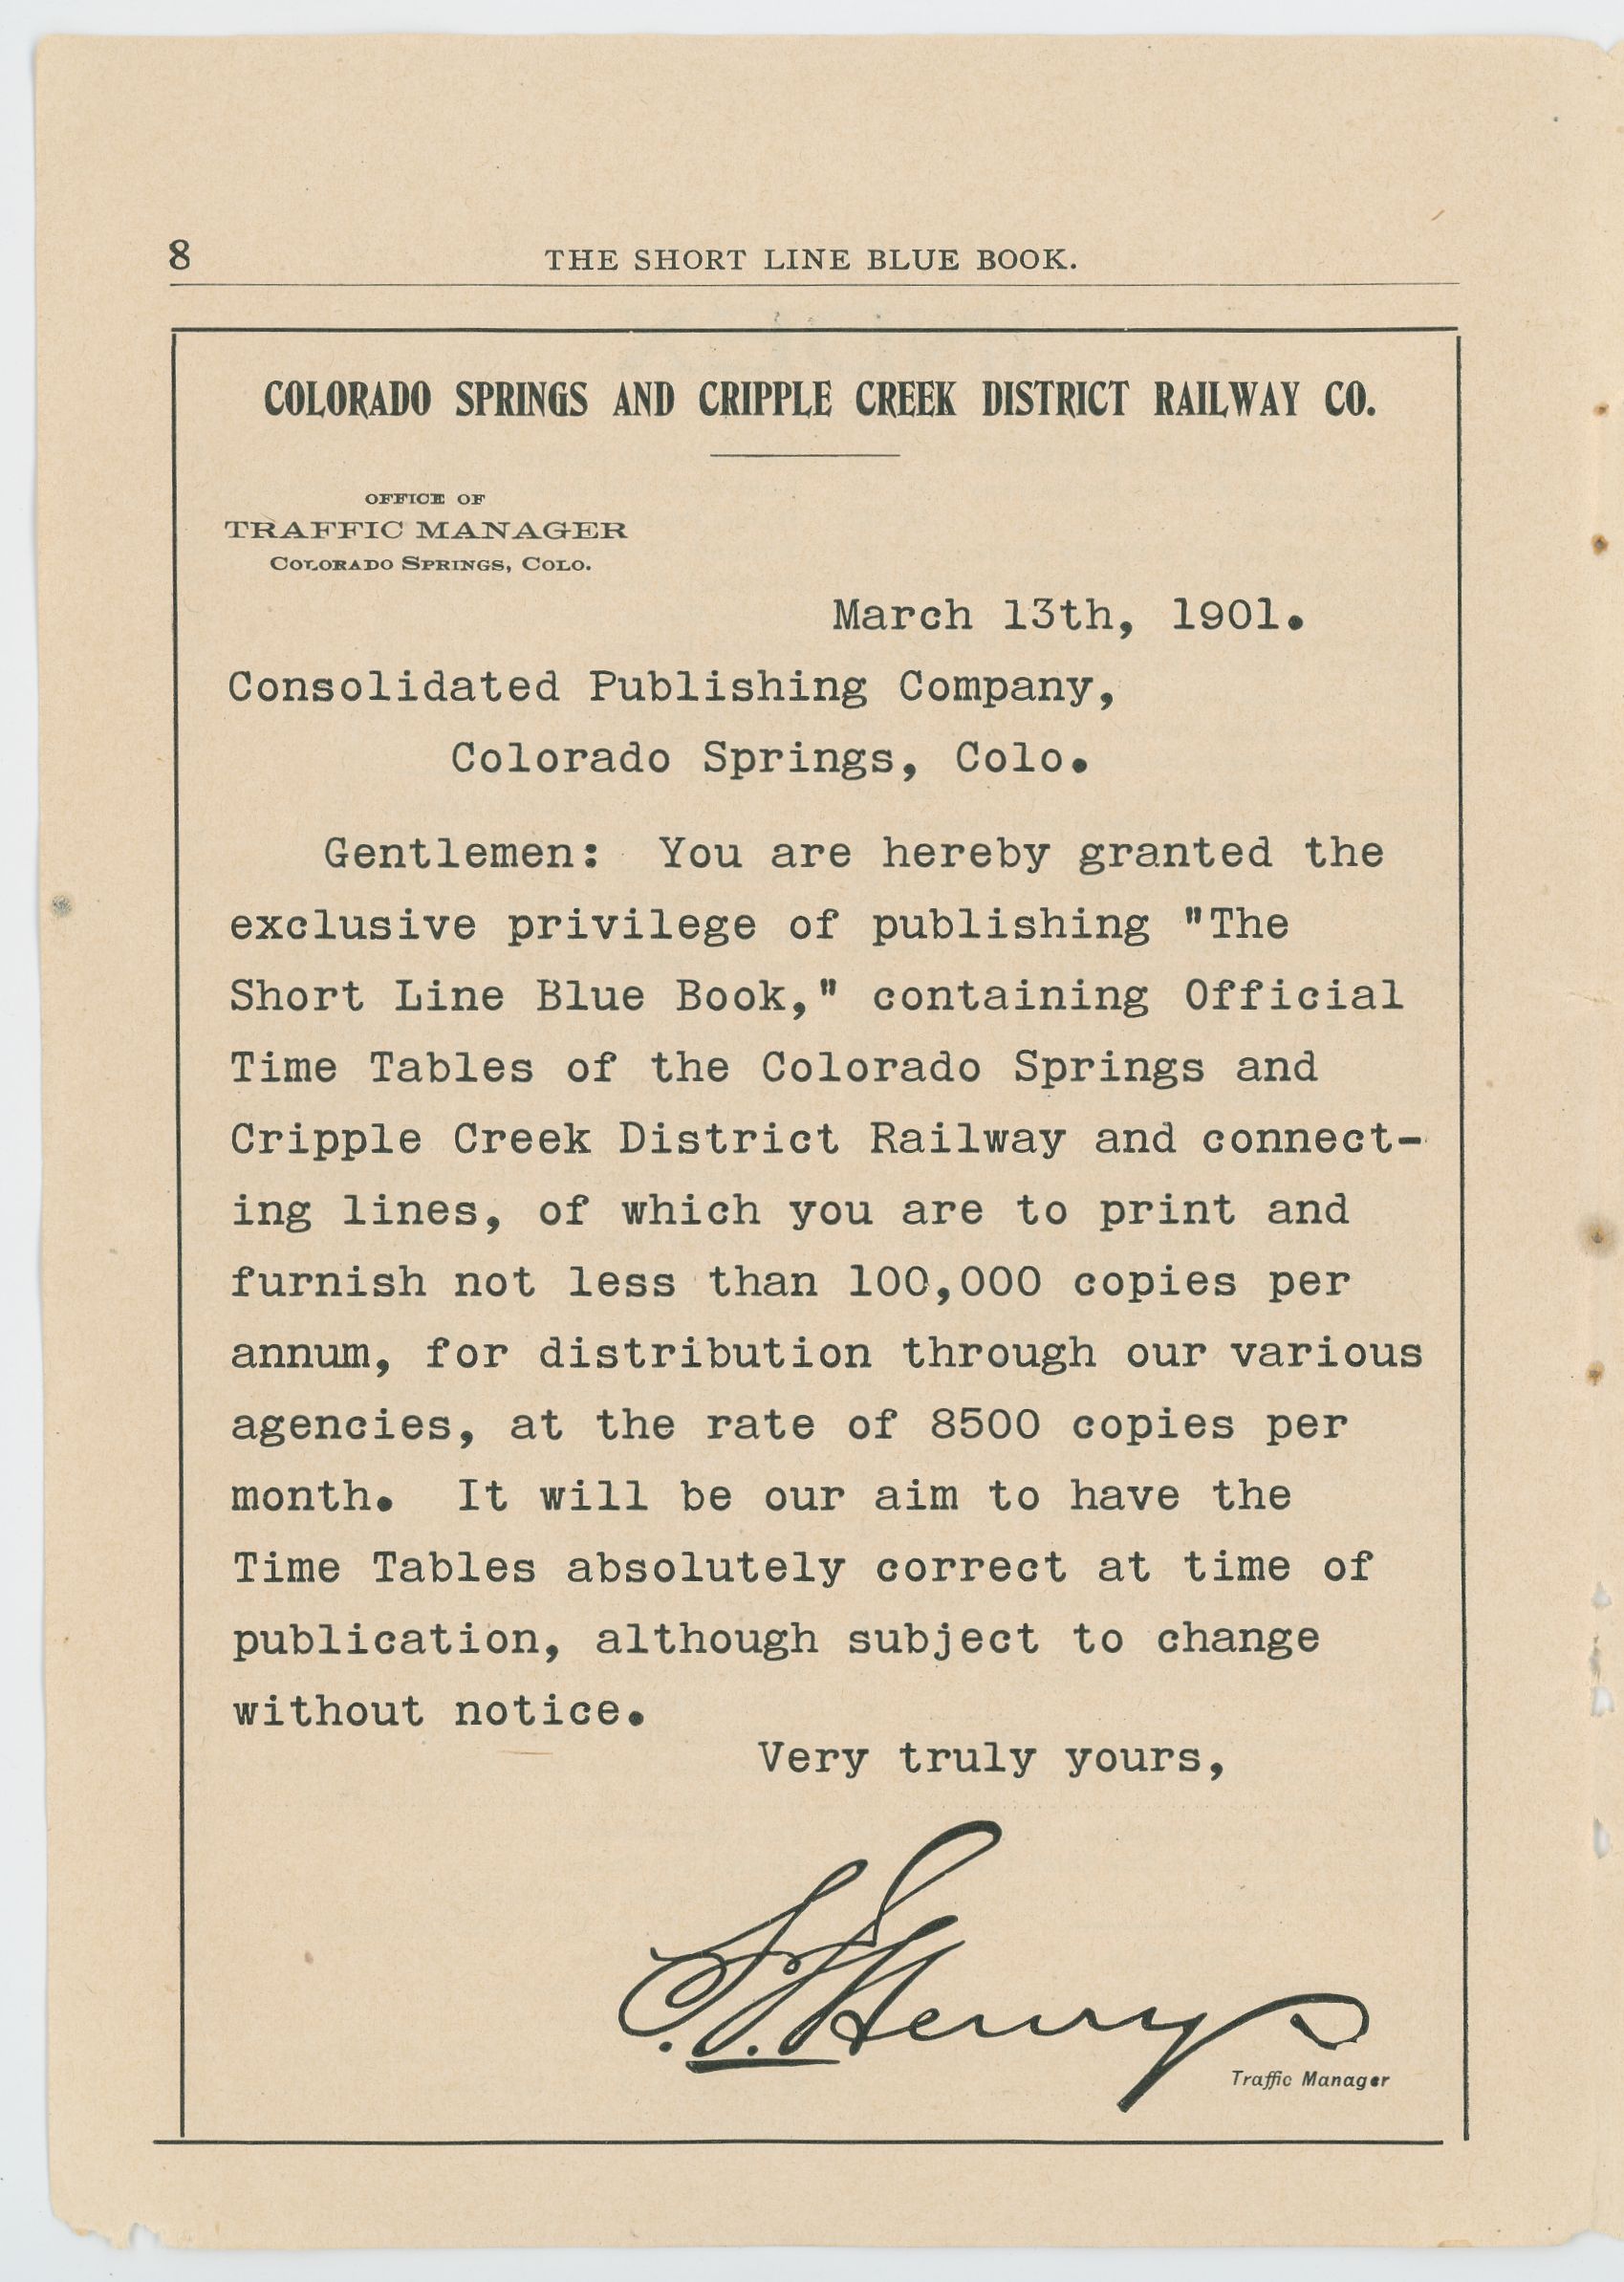 8
THE SHORT LINE BLUE BOOK.
COLORADO SPRINGS AND CRIPPLE CREEK DISTRICT RAILWAY CO.
OFFICE OF
TRAFFIC MANAGER
COLORADO SPRINGS, COLO.
March 13th, 1901.
Consolidated Publishing Company,
Colorado Springs, Colo.
Gentlemen: You are hereby granted the
exclusive privilege of publishing "The
Short Line Blue Book," containing Official
Time Tables of the Colorado Springs and
Cripple Creek District Railway and connect-
ing lines, of which you are to print and
furnish not less than 100,000 copies per
annum, for distribution through our various
agencies, at the rate of 8500 copies per
month. It will be our aim to have the
Time Tables absolutely correct at time of
publication, although subject to change
without notice.
Very truly yours,
Henry
Traffic Manager